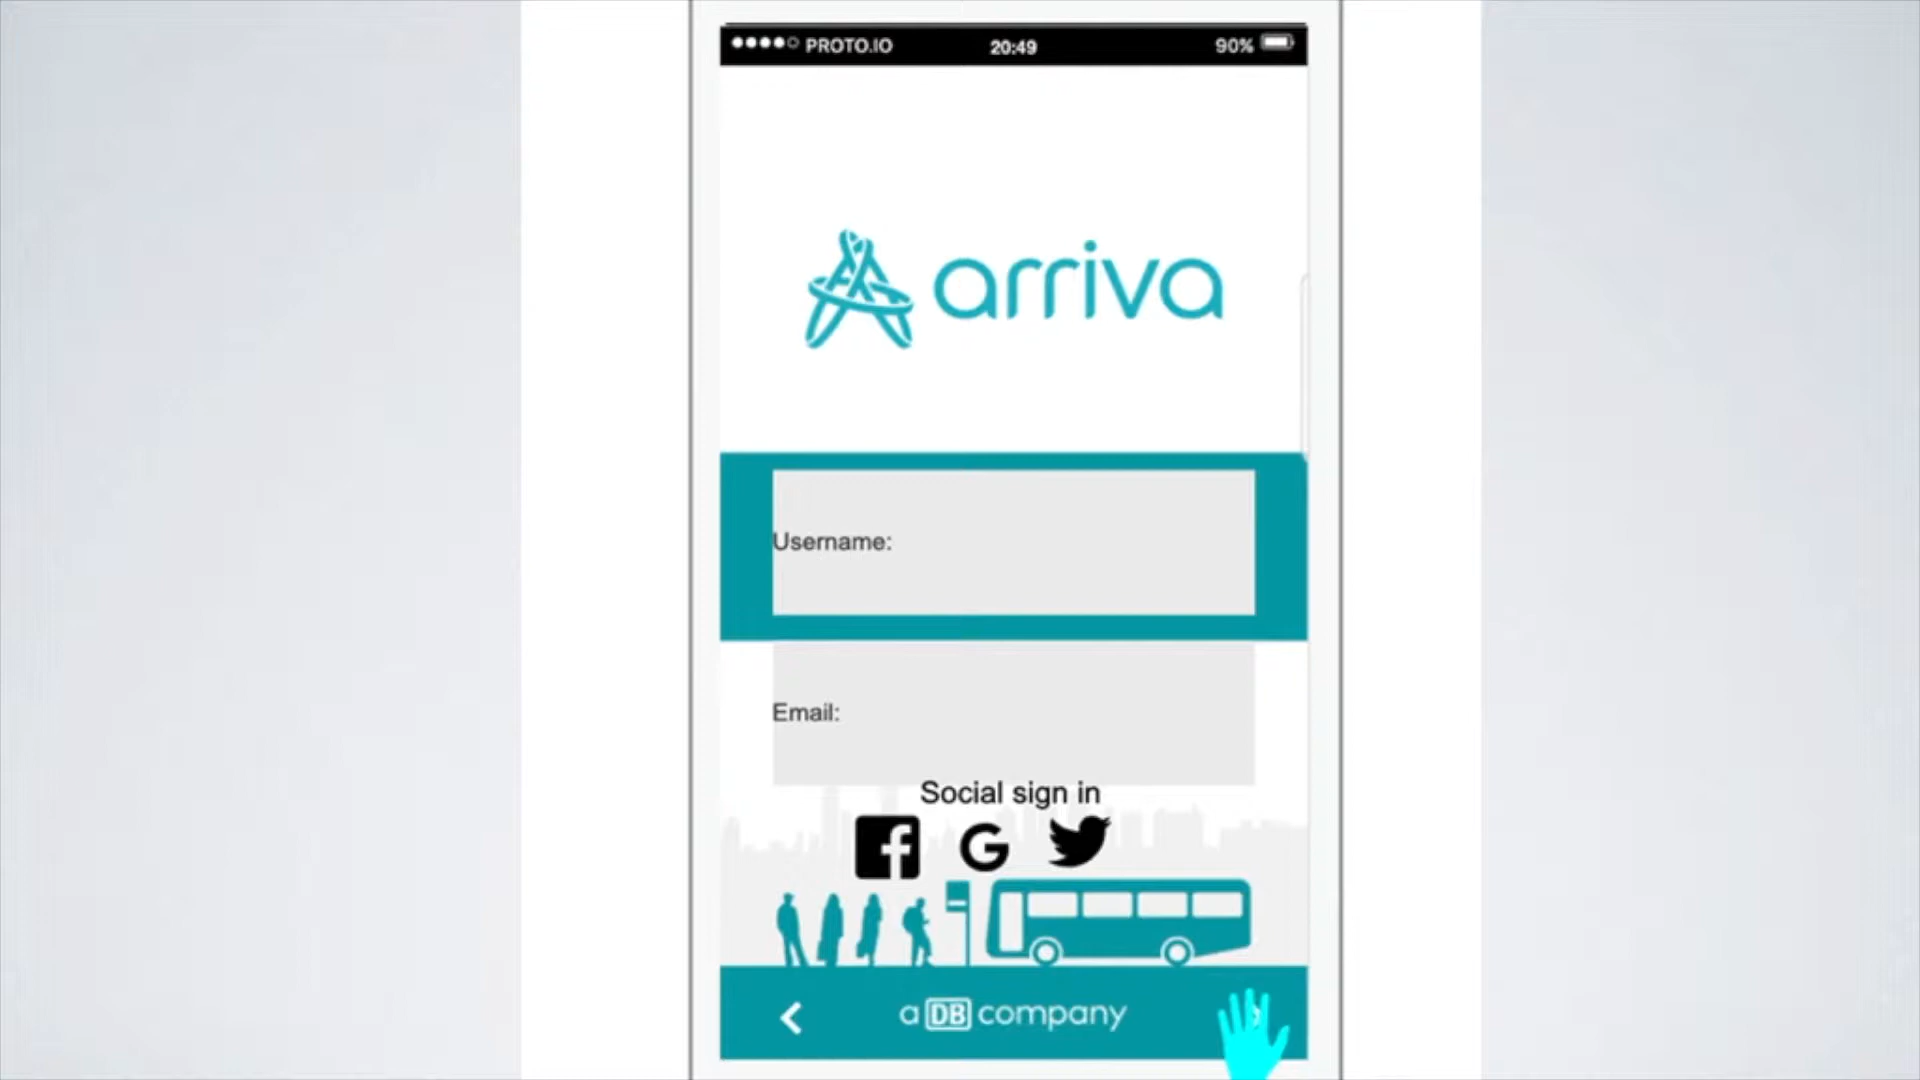 PROTO.IO 20:49 90%
arriva
Username:
Email:
Social sign in
a DB company